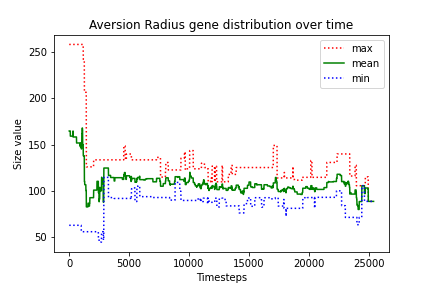 Aversion Radius gene distribution over time
max
mean
min
Size value
250
200
150
100
50
0
5000
10000
15000
20000
25000
Timesteps